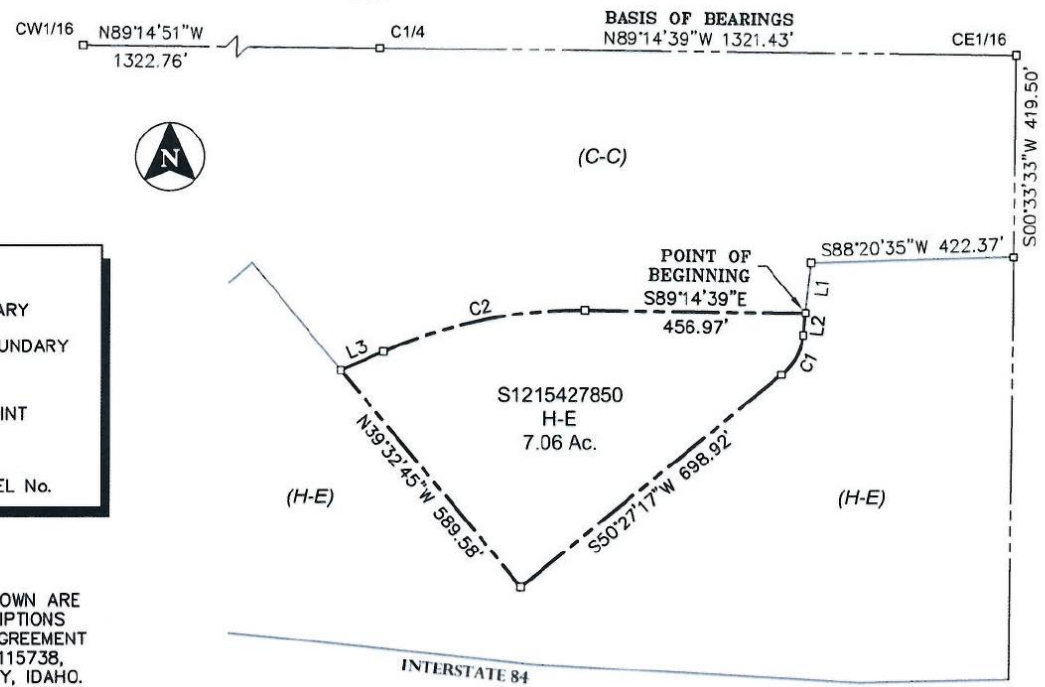 CW1/16
N89°14'51"W
1322.76'
C1/4
BASIS OF BEARINGS
N89°14'39"W 1321.43'
CE1/16
S00°33'33"W 419.50'
N
(C-C)
S88°20'35"W 422.37'
POINT OF
BEGINNING
L1
S89°14'39"E
456.97'
L2
C1
C2
L3
S1215427850
H-E
7.06 Ac.
N39°32'45"W 589.58'
S50°27'17"W 698.92'
(H-E)
(H-E)
INTERSTATE 84
ARY
UNDARY
INT
EL No.
OWN ARE
IPTIONS
GREEMENT
115738,
Y, IDAHO.